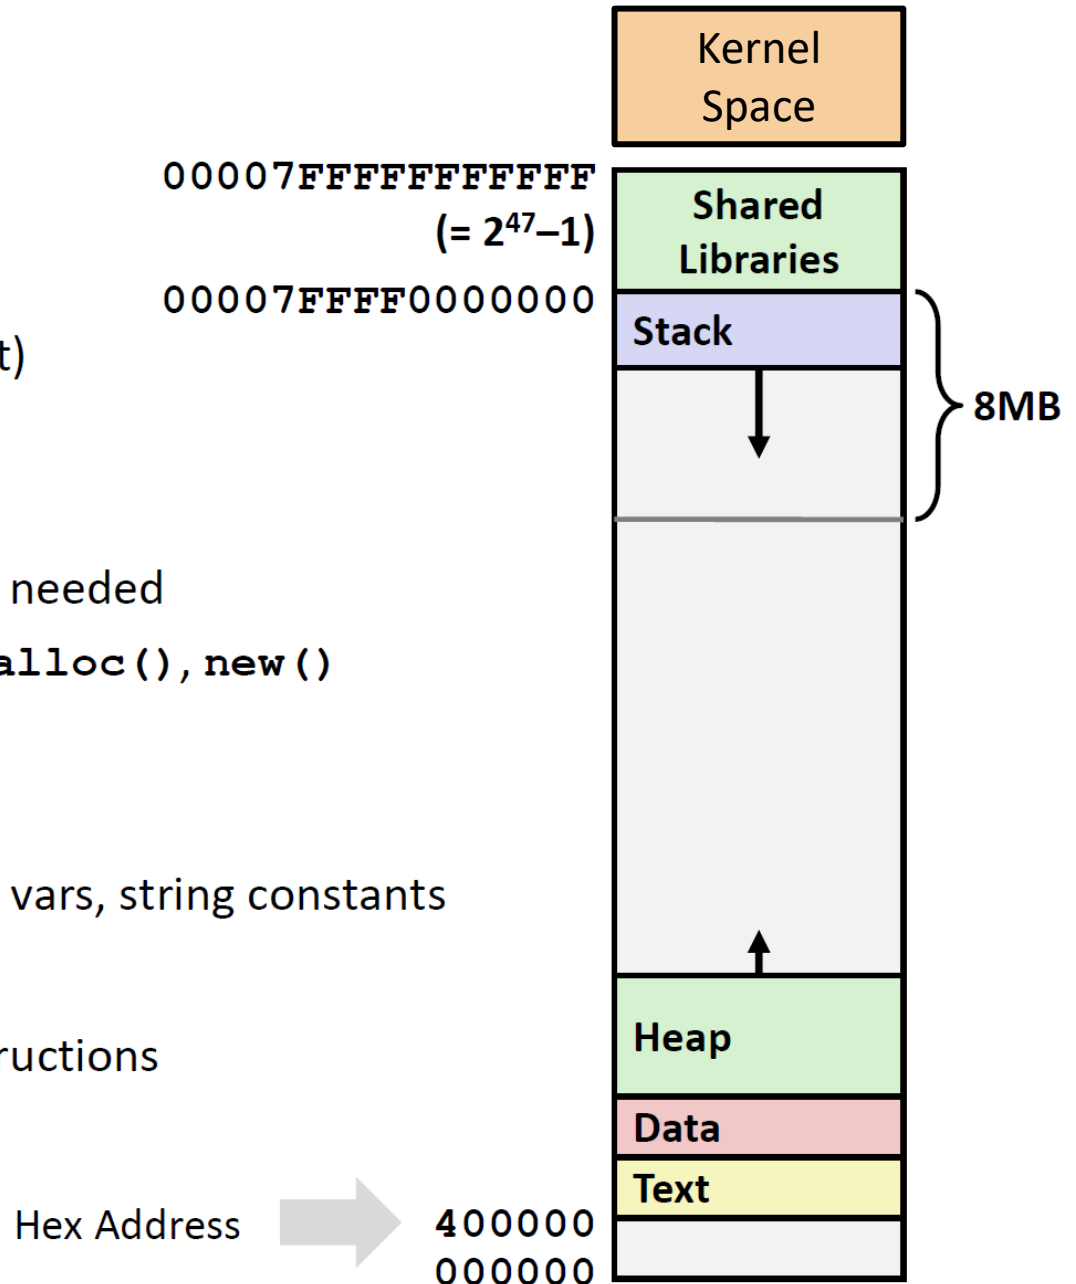 Kernel
Space
00007FFFFFFFFFFF
(= 2⁴⁷–1)
Shared
Libraries
00007FFFF0000000
Stack
t)
8MB
needed
alloc(), new()
vars, string constants
Heap
ructions
Data
Text
Hex Address
400000
000000